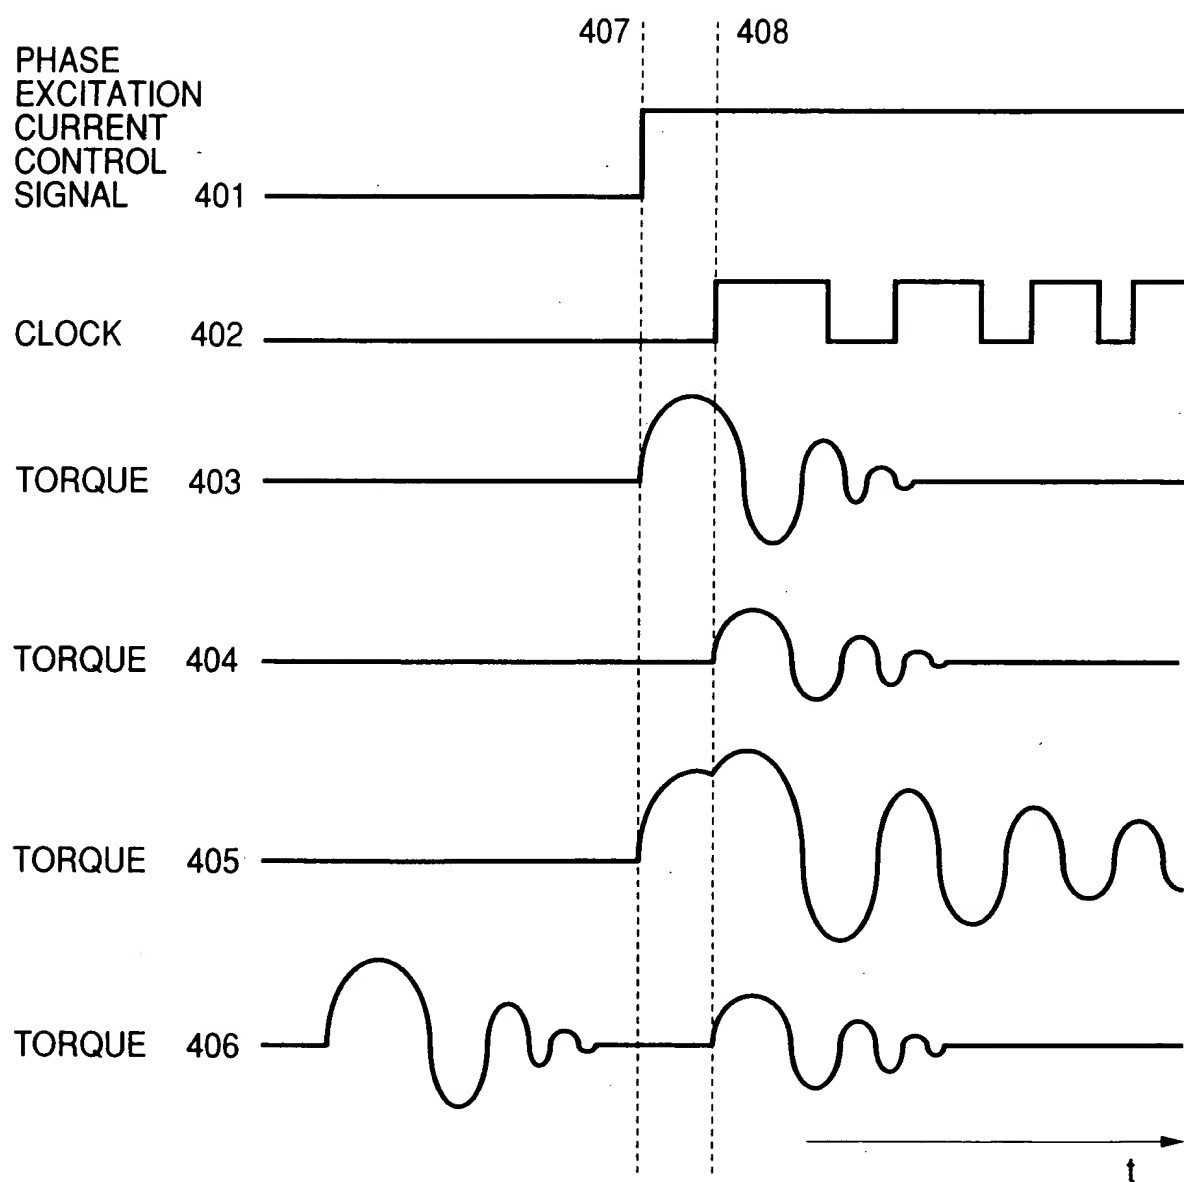 407 408
PHASE
EXCITATION
CURRENT
CONTROL
SIGNAL 401
CLOCK 402
TORQUE 403
TORQUE 404
TORQUE 405
TORQUE 406
t